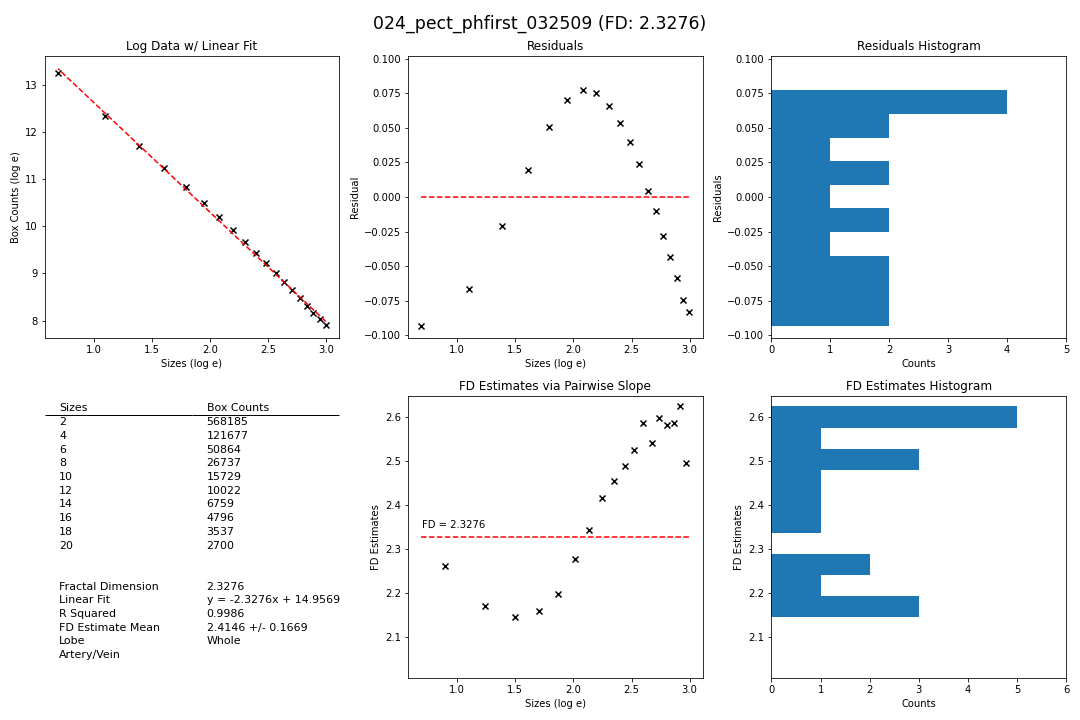 024_pect_phfirst_032509 (FD: 2.3276)
Log Data w/ Linear Fit
13
12
11
10
9
8
Box Counts (log e)
1.0 1.5 2.0 2.5 3.0
Sizes (log e)
Residuals
0.100
0.075
0.050
0.025
0.000
−0.025
−0.050
−0.075
−0.100
Residual
1.0 1.5 2.0 2.5 3.0
Sizes (log e)
Residuals Histogram
0.100
0.075
0.050
0.025
0.000
−0.025
−0.050
−0.075
−0.100
Residuals
0 1 2 3 4 5
Counts
Sizes Box Counts
2 568185
4 121677
6 50864
8 26737
10 15729
12 10022
14 6759
16 4796
18 3537
20 2700
Fractal Dimension 2.3276
Linear Fit y = -2.3276x + 14.9569
R Squared 0.9986
FD Estimate Mean 2.4146 +/- 0.1669
Lobe Whole
Artery/Vein
FD Estimates via Pairwise Slope
2.6
2.5
2.4
2.3
2.2
2.1
FD Estimates
FD = 2.3276
1.0 1.5 2.0 2.5 3.0
Sizes (log e)
FD Estimates Histogram
2.6
2.5
2.4
2.3
2.2
2.1
FD Estimates
0 1 2 3 4 5 6
Counts